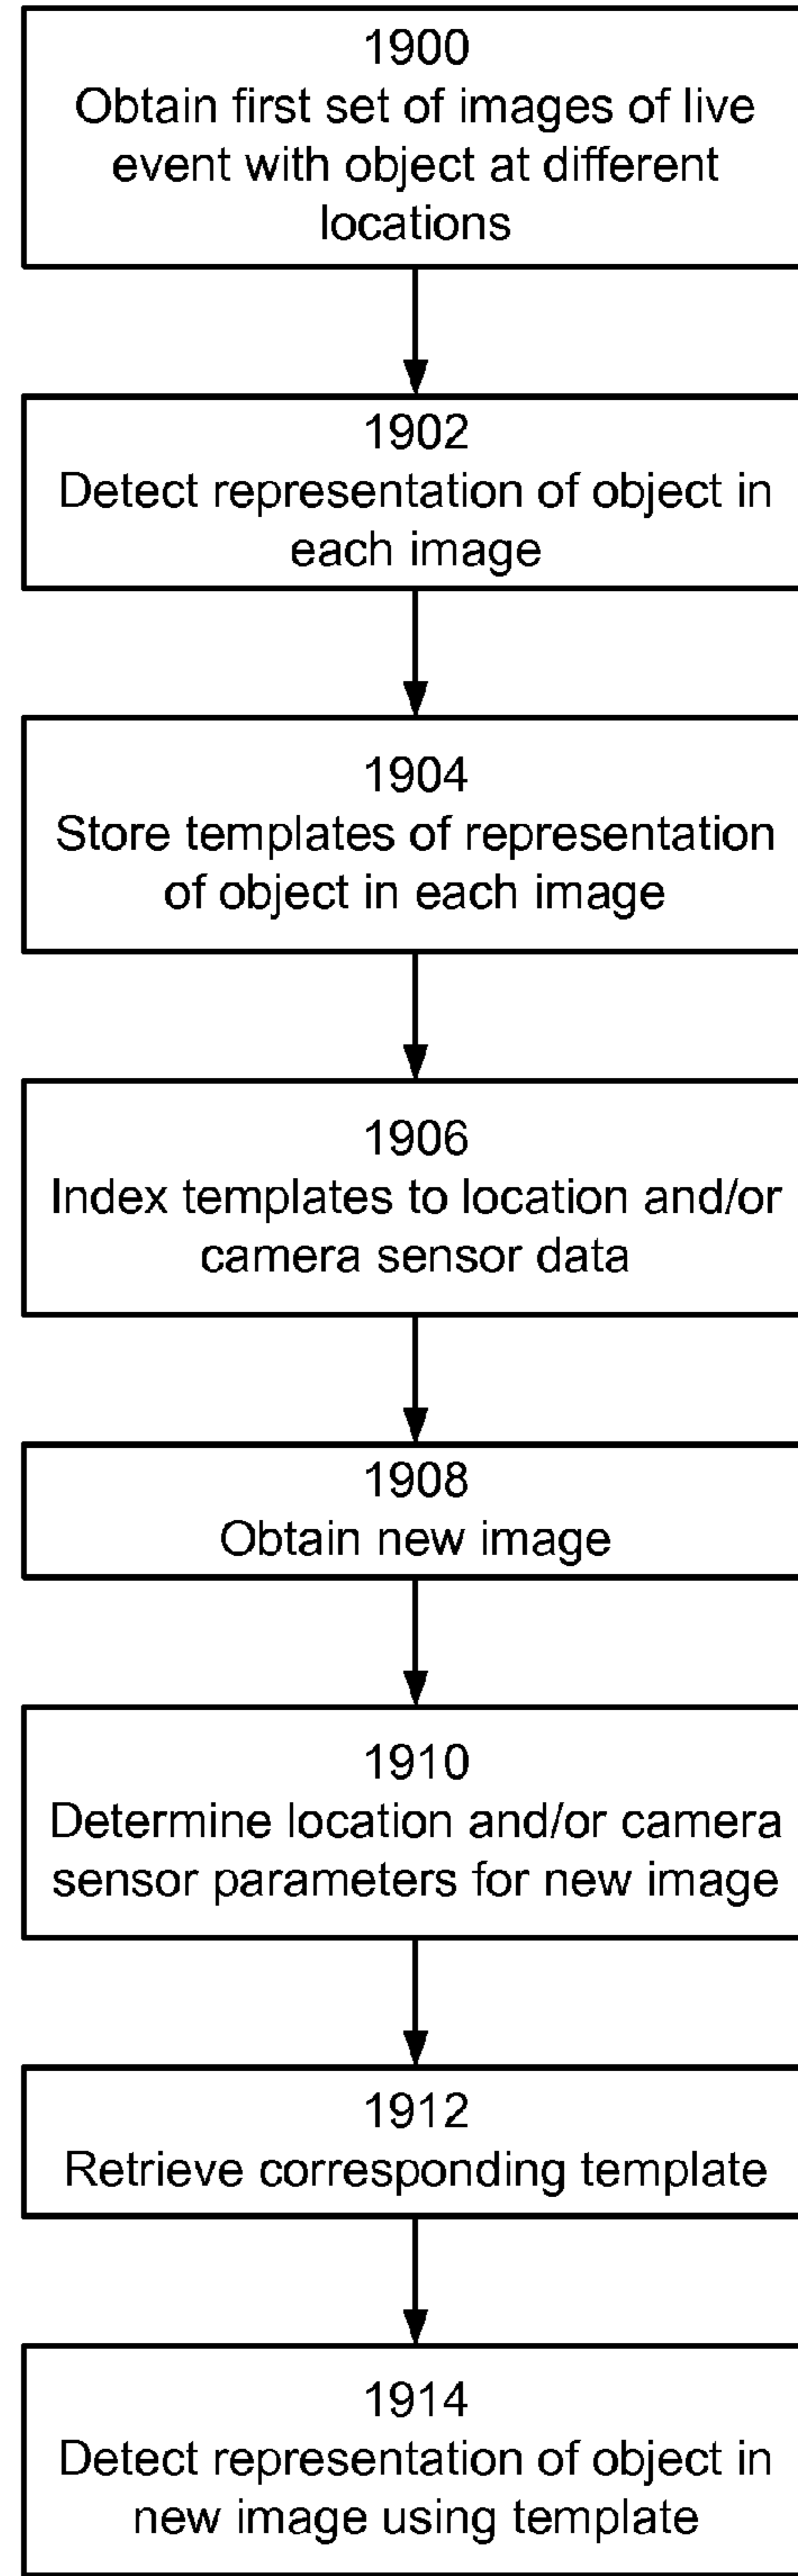 1900
Obtain first set of images of live
event with object at different
locations
1902
Detect representation of object in
each image
1904
Store templates of representation
of object in each image
1906
Index templates to location and/or
camera sensor data
1908
Obtain new image
1910
Determine location and/or camera
sensor parameters for new image
1912
Retrieve corresponding template
1914
Detect representation of object in
new image using template